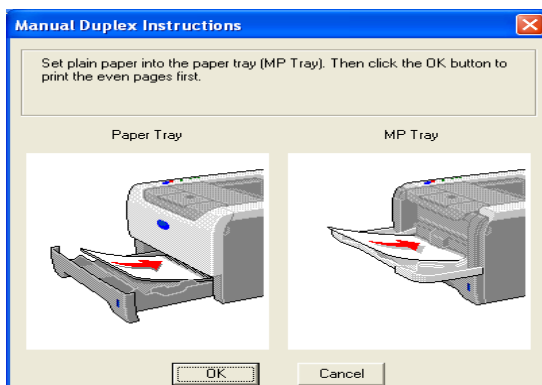 Manual Duplex Instructions
Set plain paper into the paper tray (MP Tray). Then click the OK button to
print the even pages first.
Paper Tray
MP Tray
OK
Cancel